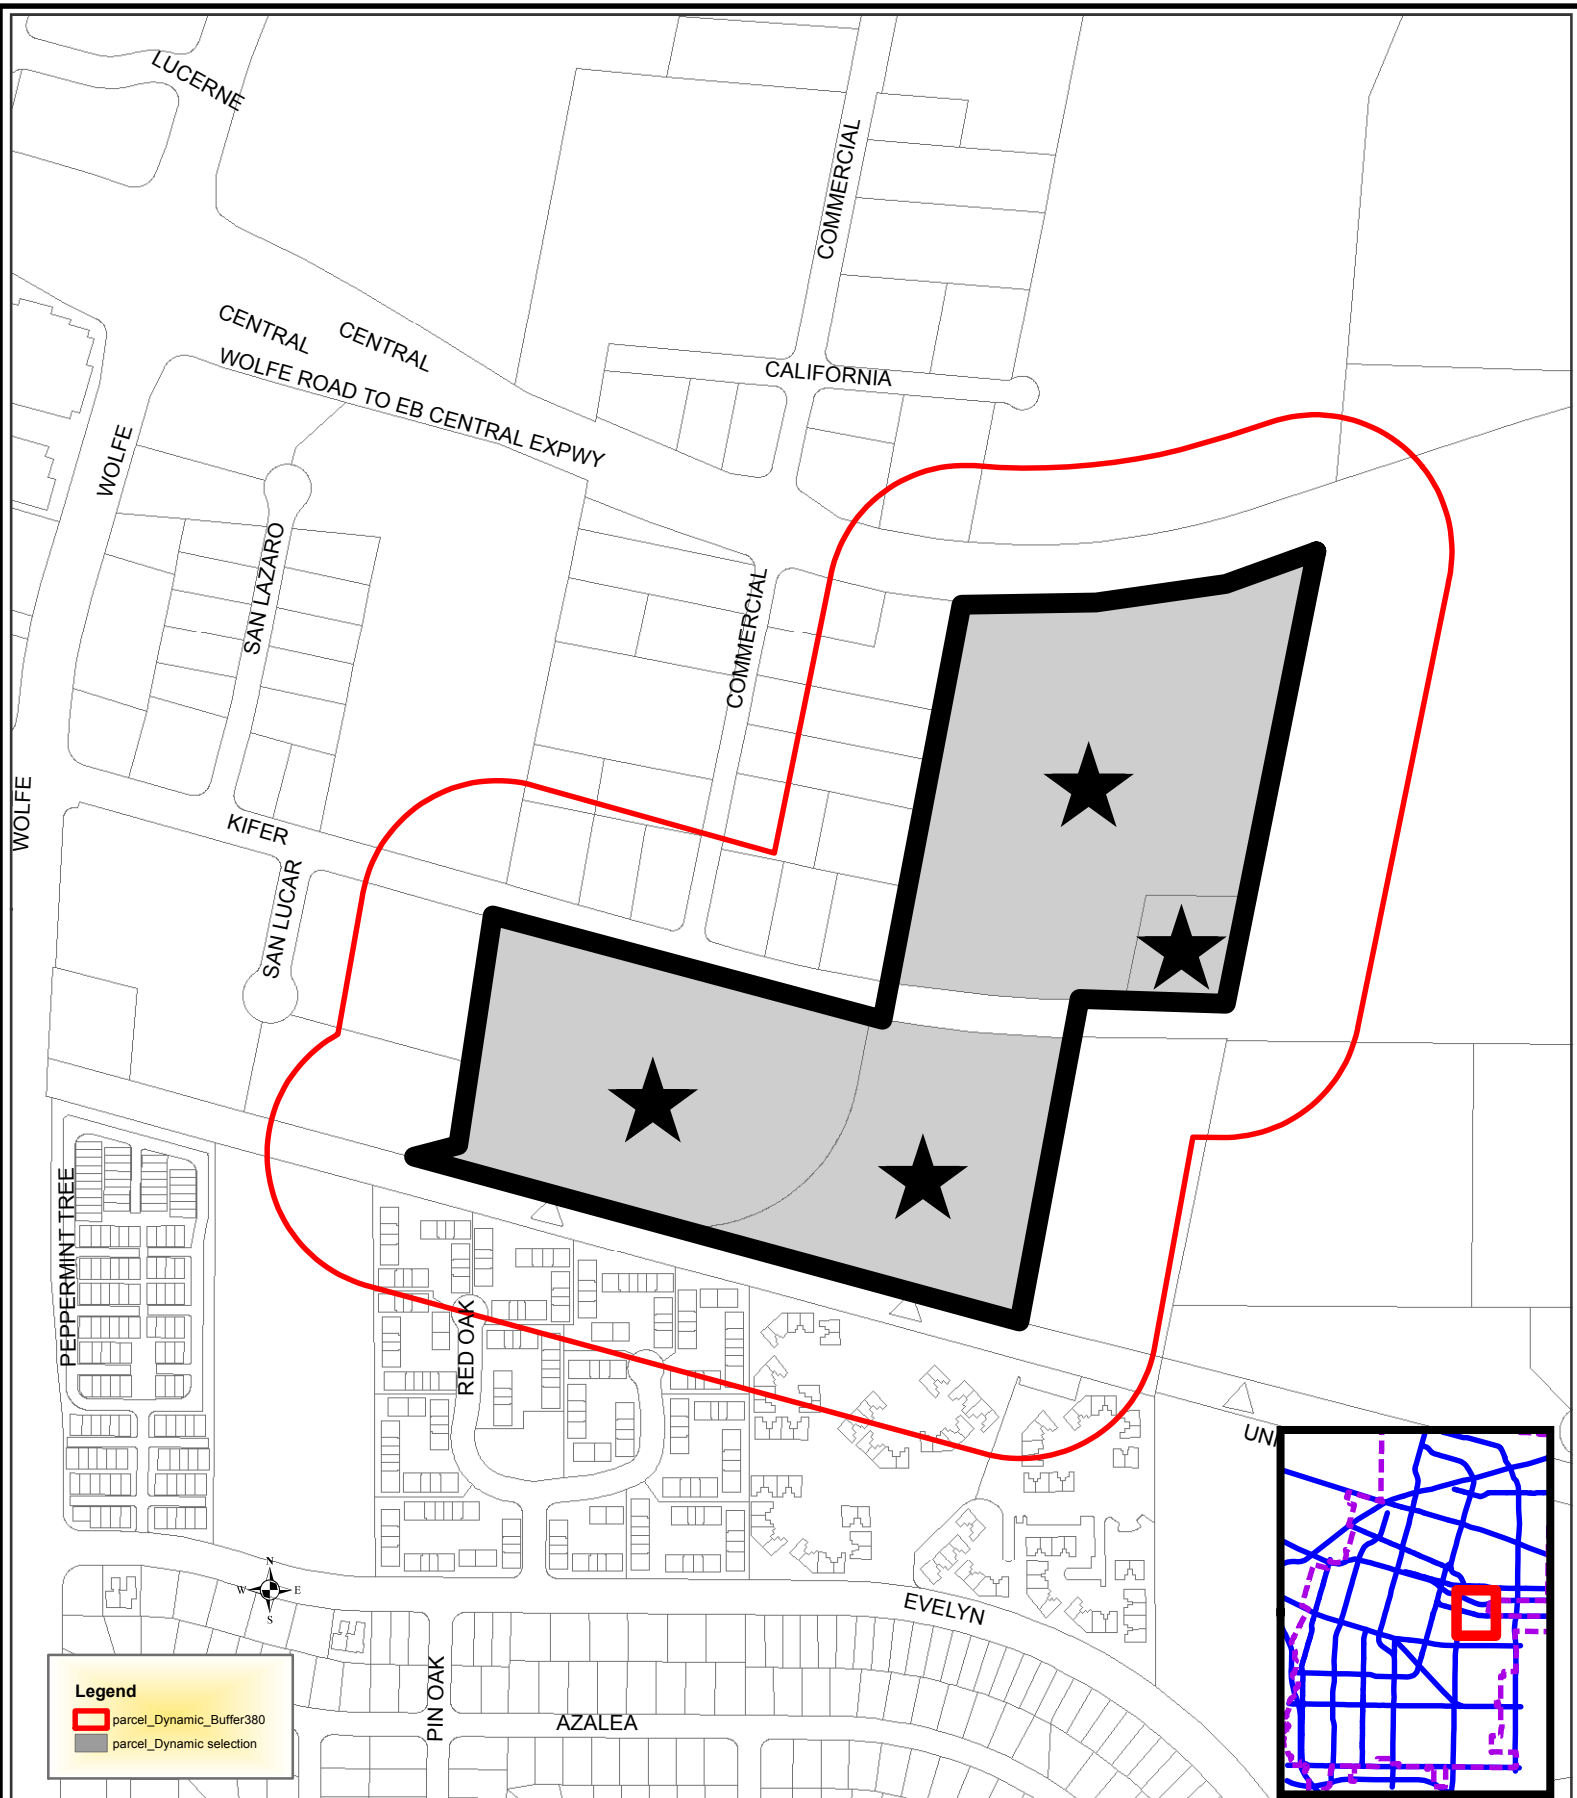 LUCERNE
COMMERCIAL
CENTRAL
CENTRAL
WOLFE ROAD TO EB CENTRAL EXPWY
CALIFORNIA
WOLFE
SAN LAZARO
COMMERCIAL
WOLFE
KIFER
SAN LUCAR
PEPPERMINT TREE
RED OAK
UNI
N
W
E
S
EVELYN
PIN OAK
AZALEA
Legend
parcel_Dynamic_Buffer380
parcel_Dynamic selection